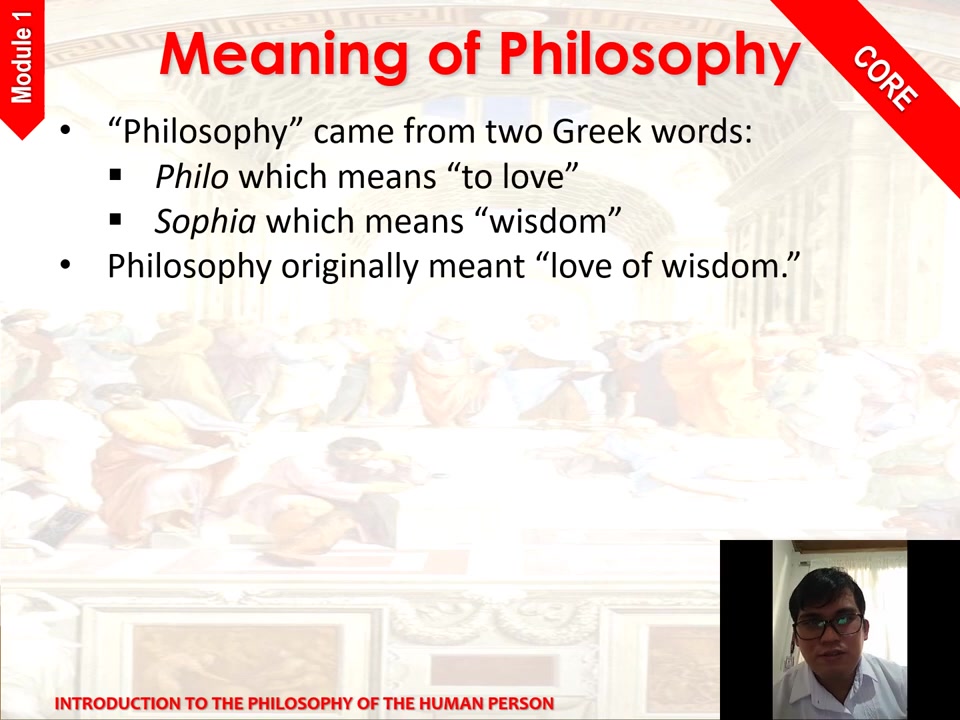 Module 1
Meaning of Philosophy
CORE
• “Philosophy” came from two Greek words:
▪ Philo which means “to love”
▪ Sophia which means “wisdom”
• Philosophy originally meant “love of wisdom.”
INTRODUCTION TO THE PHILOSOPHY OF THE HUMAN PERSON